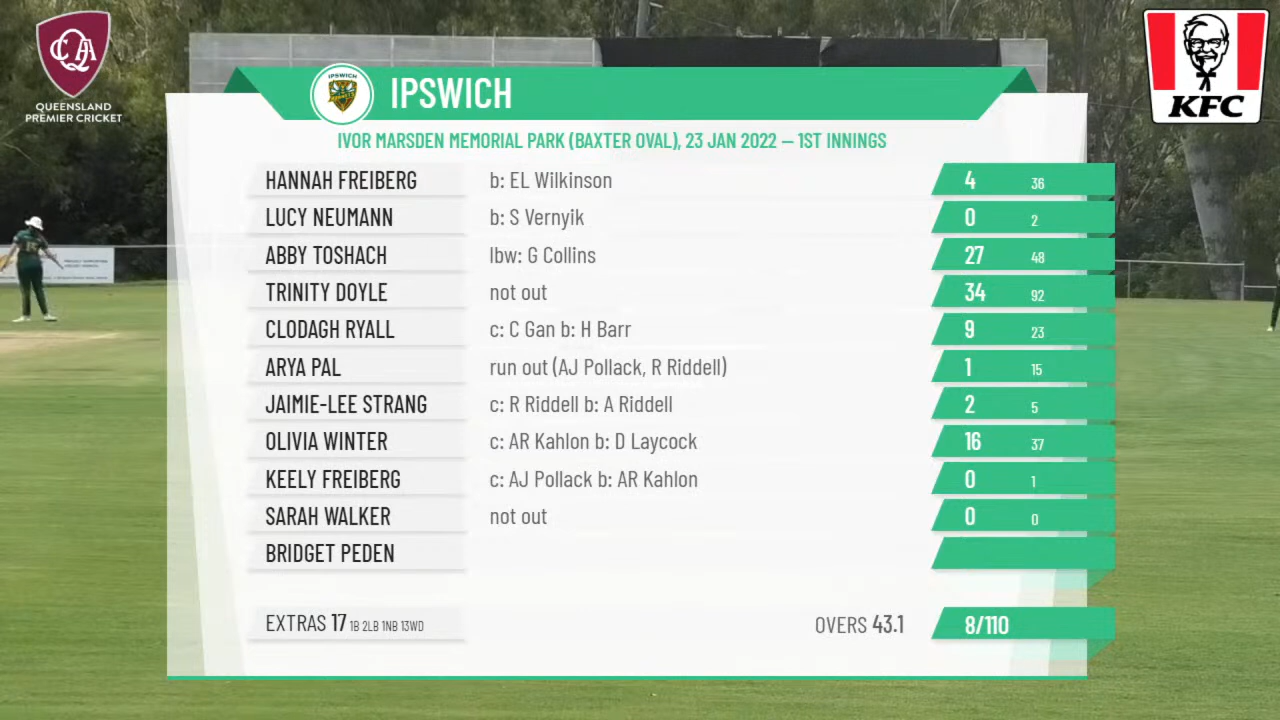 QUEENSLAND
PREMIER CRICKET
KFC
IPSWICH
IPSWICH
IVOR MARSDEN MEMORIAL PARK (BAXTER OVAL), 23 JAN 2022 – 1ST INNINGS
HANNAH FREIBERG b: EL Wilkinson 4 36
LUCY NEUMANN b: S Vernyik 0 2
ABBY TOSHACH lbw: G Collins 27 48
TRINITY DOYLE not out 34 92
CLODAGH RYALL c: C Gan b: H Barr 9 23
ARYA PAL run out (AJ Pollack, R Riddell) 1 15
JAIMIE-LEE STRANG c: R Riddell b: A Riddell 2 5
OLIVIA WINTER c: AR Kahlon b: D Laycock 16 37
KEELY FREIBERG c: AJ Pollack b: AR Kahlon 0 1
SARAH WALKER not out 0 0
BRIDGET PEDEN
EXTRAS 17 1B 2LB 1NB 13WD OVERS 43.1 8/110